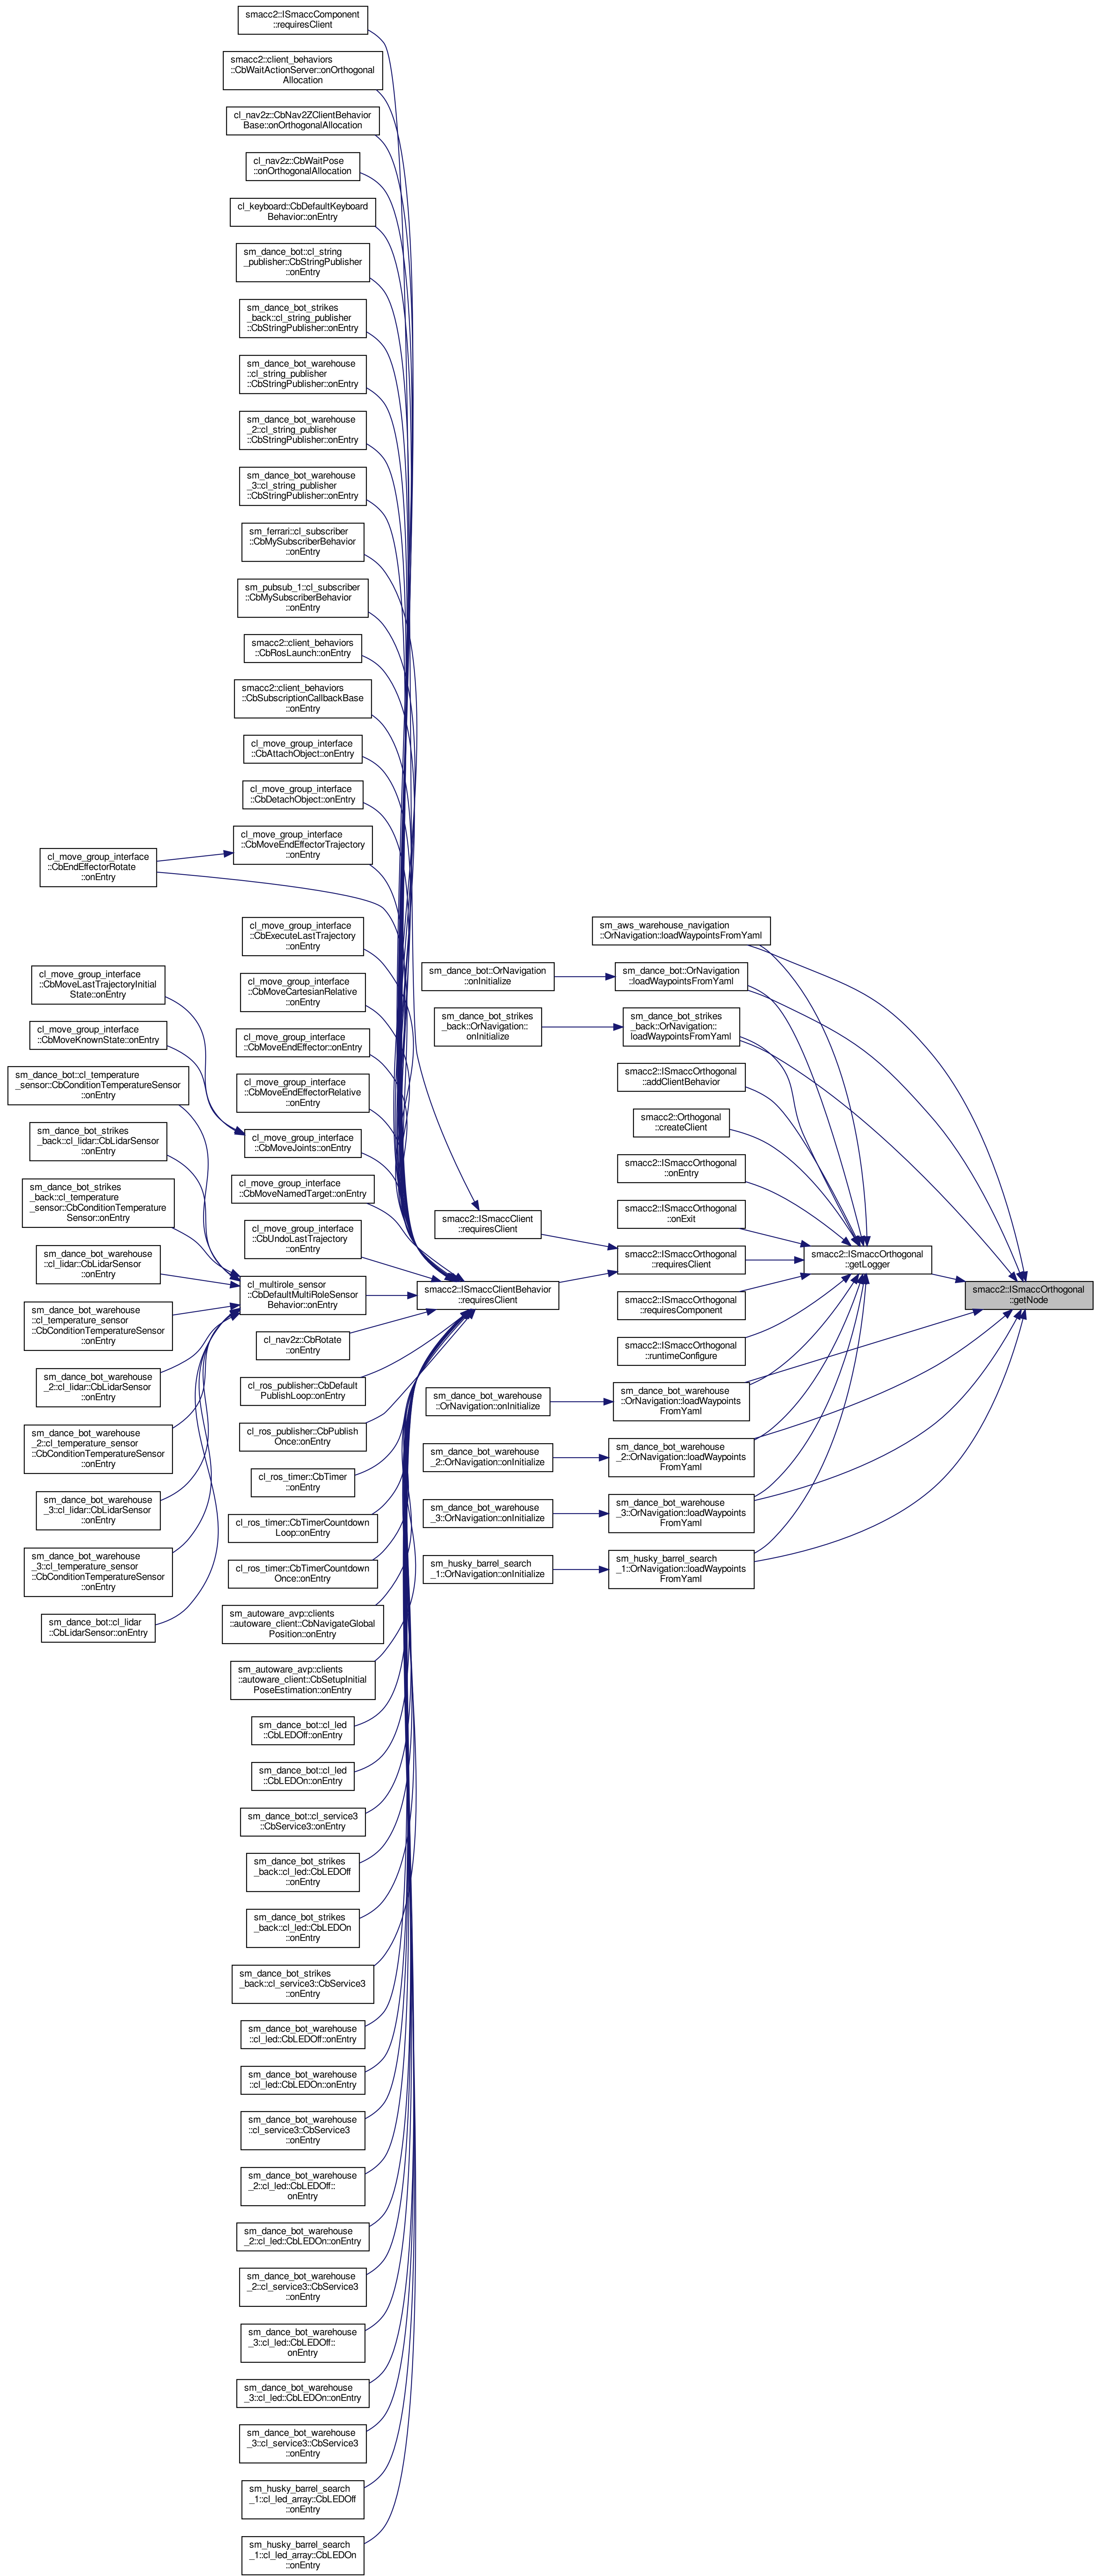 smacc2::ISmaccComponent
::requiresClient
smacc2::client_behaviors
::CbWaitActionServer::onOrthogonal
Allocation
cl_nav2z::CbNav2ZClientBehavior
Base::onOrthogonalAllocation
cl_nav2z::CbWaitPose
::onOrthogonalAllocation
cl_keyboard::CbDefaultKeyboard
Behavior::onEntry
sm_dance_bot::cl_string
_publisher::CbStringPublisher
::onEntry
sm_dance_bot_strikes
_back::cl_string_publisher
::CbStringPublisher::onEntry
sm_dance_bot_warehouse
::cl_string_publisher
::CbStringPublisher::onEntry
sm_dance_bot_warehouse
_2::cl_string_publisher
::CbStringPublisher::onEntry
sm_dance_bot_warehouse
_3::cl_string_publisher
::CbStringPublisher::onEntry
sm_ferrari::cl_subscriber
::CbMySubscriberBehavior
::onEntry
sm_pubsub_1::cl_subscriber
::CbMySubscriberBehavior
::onEntry
smacc2::client_behaviors
::CbRosLaunch::onEntry
smacc2::client_behaviors
::CbSubscriptionCallbackBase
::onEntry
cl_move_group_interface
::CbAttachObject::onEntry
cl_move_group_interface
::CbDetachObject::onEntry
cl_move_group_interface
::CbMoveEndEffectorTrajectory
::onEntry
cl_move_group_interface
::CbEndEffectorRotate
::onEntry
cl_move_group_interface
::CbExecuteLastTrajectory
::onEntry
cl_move_group_interface
::CbMoveCartesianRelative
::onEntry
cl_move_group_interface
::CbMoveEndEffector::onEntry
cl_move_group_interface
::CbMoveEndEffectorRelative
::onEntry
cl_move_group_interface
::CbMoveJoints::onEntry
cl_move_group_interface
::CbMoveNamedTarget::onEntry
cl_move_group_interface
::CbUndoLastTrajectory
::onEntry
cl_multirole_sensor
::CbDefaultMultiRoleSensor
Behavior::onEntry
cl_nav2z::CbRotate
::onEntry
cl_ros_publisher::CbDefault
PublishLoop::onEntry
cl_ros_publisher::CbPublish
Once::onEntry
cl_ros_timer::CbTimer
::onEntry
cl_ros_timer::CbTimerCountdown
Loop::onEntry
cl_ros_timer::CbTimerCountdown
Once::onEntry
sm_autoware_avp::clients
::autoware_client::CbNavigateGlobal
Position::onEntry
sm_autoware_avp::clients
::autoware_client::CbSetupInitial
PoseEstimation::onEntry
sm_dance_bot::cl_led
::CbLEDOff::onEntry
sm_dance_bot::cl_led
::CbLEDOn::onEntry
sm_dance_bot::cl_service3
::CbService3::onEntry
sm_dance_bot_strikes
_back::cl_led::CbLEDOff
::onEntry
sm_dance_bot_strikes
_back::cl_led::CbLEDOn
::onEntry
sm_dance_bot_strikes
_back::cl_service3::CbService3
::onEntry
sm_dance_bot_warehouse
::cl_led::CbLEDOff::onEntry
sm_dance_bot_warehouse
::cl_led::CbLEDOn::onEntry
sm_dance_bot_warehouse
::cl_service3::CbService3
::onEntry
sm_dance_bot_warehouse
_2::cl_led::CbLEDOff::
onEntry
sm_dance_bot_warehouse
_2::cl_led::CbLEDOn::onEntry
sm_dance_bot_warehouse
_2::cl_service3::CbService3
::onEntry
sm_dance_bot_warehouse
_3::cl_led::CbLEDOff::
onEntry
sm_dance_bot_warehouse
_3::cl_led::CbLEDOn::onEntry
sm_dance_bot_warehouse
_3::cl_service3::CbService3
::onEntry
sm_husky_barrel_search
_1::cl_led_array::CbLEDOff
::onEntry
sm_husky_barrel_search
_1::cl_led_array::CbLEDOn
::onEntry
cl_move_group_interface
::CbMoveLastTrajectoryInitial
State::onEntry
cl_move_group_interface
::CbMoveKnownState::onEntry
sm_dance_bot::cl_temperature
_sensor::CbConditionTemperatureSensor
::onEntry
sm_dance_bot_strikes
_back::cl_lidar::CbLidarSensor
::onEntry
sm_dance_bot_strikes
_back::cl_temperature
_sensor::CbConditionTemperature
Sensor::onEntry
sm_dance_bot_warehouse
::cl_lidar::CbLidarSensor
::onEntry
sm_dance_bot_warehouse
::cl_temperature_sensor
::CbConditionTemperatureSensor
::onEntry
sm_dance_bot_warehouse
_2::cl_lidar::CbLidarSensor
::onEntry
sm_dance_bot_warehouse
_2::cl_temperature_sensor
::CbConditionTemperatureSensor
::onEntry
sm_dance_bot_warehouse
_3::cl_lidar::CbLidarSensor
::onEntry
sm_dance_bot_warehouse
_3::cl_temperature_sensor
::CbConditionTemperatureSensor
::onEntry
sm_dance_bot::cl_lidar
::CbLidarSensor::onEntry
sm_dance_bot::OrNavigation
::onInitialize
sm_dance_bot_strikes
_back::OrNavigation::
onInitialize
smacc2::ISmaccClient
::requiresClient
smacc2::ISmaccClientBehavior
::requiresClient
sm_dance_bot_warehouse
::OrNavigation::onInitialize
sm_dance_bot_warehouse
_2::OrNavigation::onInitialize
sm_dance_bot_warehouse
_3::OrNavigation::onInitialize
sm_husky_barrel_search
_1::OrNavigation::onInitialize
sm_aws_warehouse_navigation
::OrNavigation::loadWaypointsFromYaml
sm_dance_bot::OrNavigation
::loadWaypointsFromYaml
sm_dance_bot_strikes
_back::OrNavigation::
loadWaypointsFromYaml
smacc2::ISmaccOrthogonal
::addClientBehavior
smacc2::Orthogonal
::createClient
smacc2::ISmaccOrthogonal
::onEntry
smacc2::ISmaccOrthogonal
::onExit
smacc2::ISmaccOrthogonal
::requiresClient
smacc2::ISmaccOrthogonal
::requiresComponent
smacc2::ISmaccOrthogonal
::runtimeConfigure
sm_dance_bot_warehouse
::OrNavigation::loadWaypoints
FromYaml
sm_dance_bot_warehouse
_2::OrNavigation::loadWaypoints
FromYaml
sm_dance_bot_warehouse
_3::OrNavigation::loadWaypoints
FromYaml
sm_husky_barrel_search
_1::OrNavigation::loadWaypoints
FromYaml
smacc2::ISmaccOrthogonal
::getLogger
smacc2::ISmaccOrthogonal
::getNode